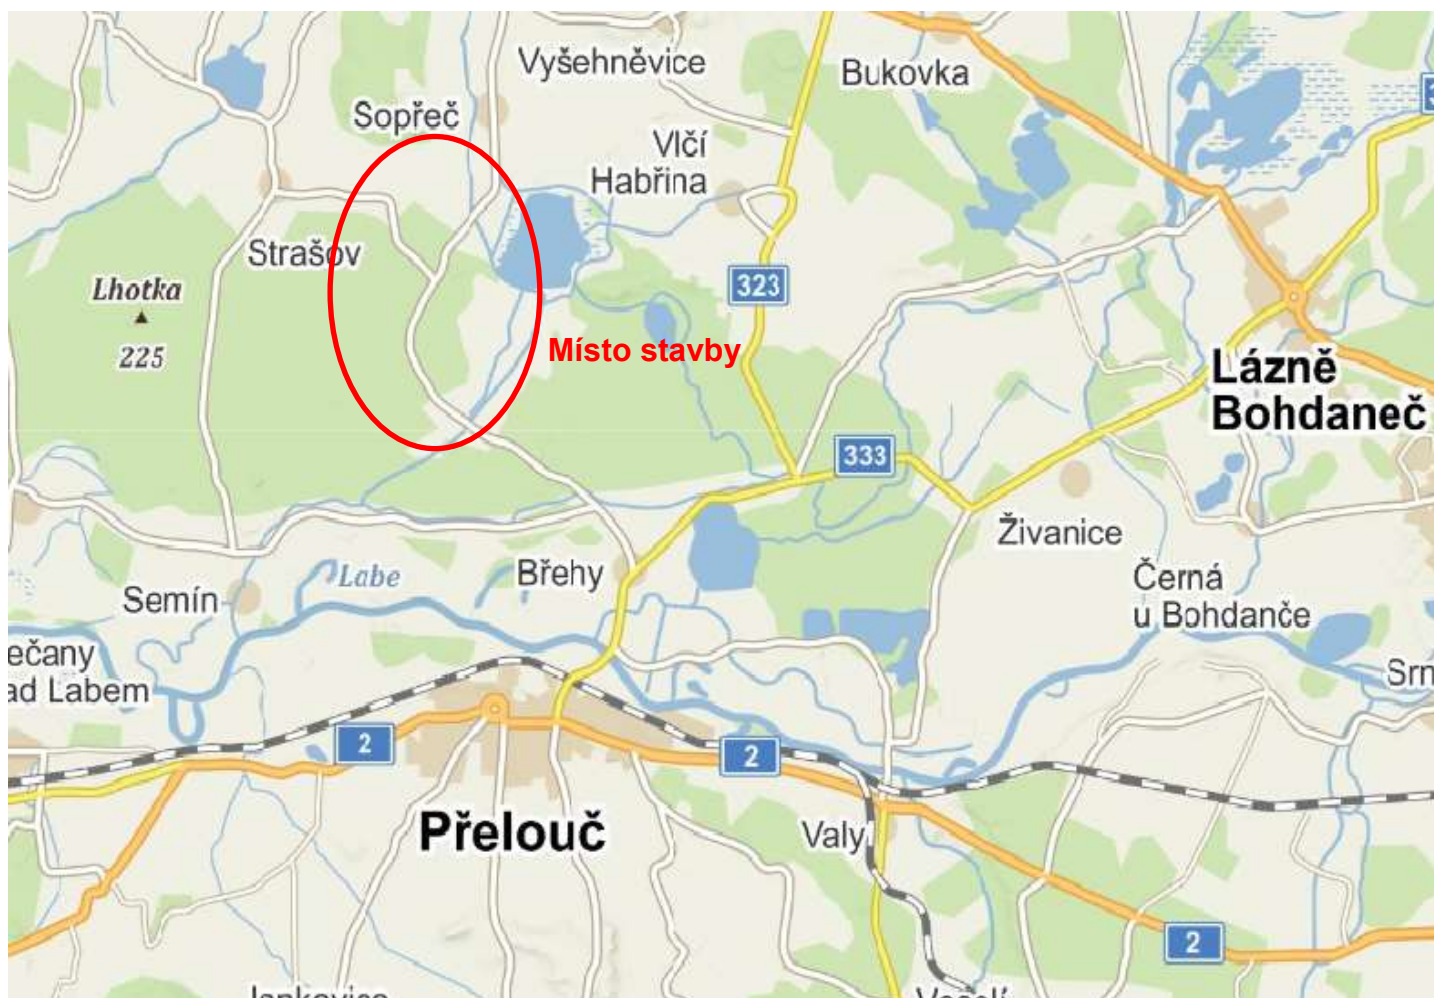 Vyšehněvice
Bukovka
Sopřeč
Vlčí
Habřina
Strašov
Lhotka
225
323
Místo stavby
Lázně
Bohdaneč
333
Živanice
Labe
Břehy
Semín
Černá
u Bohdanče
ečany
ad Labem
Srn
2
2
Přelouč
Valy
2